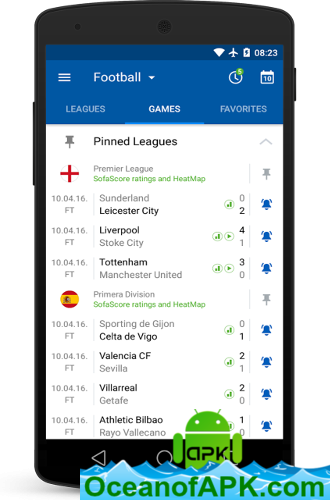 08:23
Football
5
10
LEAGUES GAMES FAVORITES
Pinned Leagues
Premier League
SofaScore ratings and HeatMap
10.04.16. Sunderland 0
FT Leicester City 2
10.04.16. Liverpool 4
FT Stoke City 1
10.04.16. Tottenham 3
FT Manchester United 0
Primera Division
SofaScore ratings and HeatMap
10.04.16. Sporting de Gijon 0
FT Celta de Vigo 1
10.04.16. Valencia CF 2
FT Sevilla 1
10.04.16. Villarreal 2
FT Getafe 0
10.04.16. Athletic Bilbao 1
FT Rayo Vallecano 0
apk
OceanofAPK.com